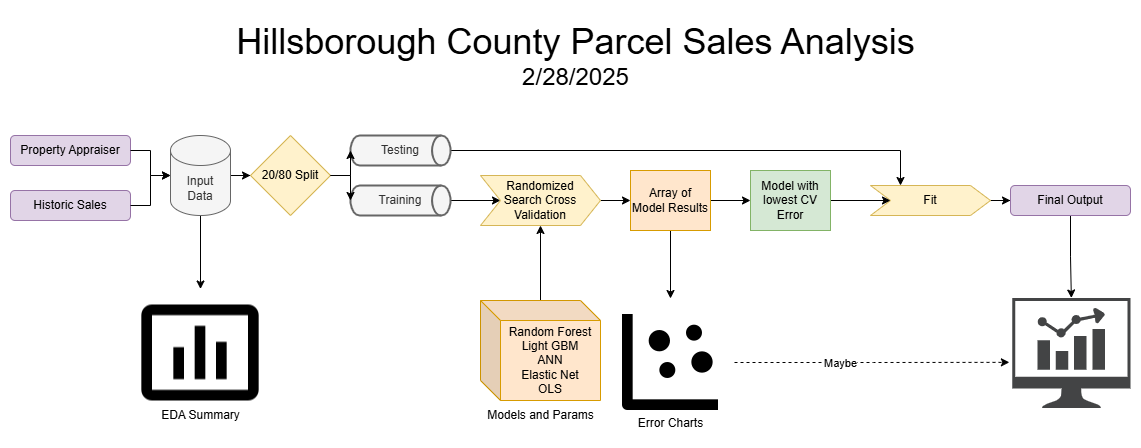 Hillsborough County Parcel Sales Analysis
2/28/2025
Property Appraiser
Historic Sales
Input
Data
20/80 Split
Testing
Training
Randomized
Search Cross
Validation
Array of
Model Results
Model with
lowest CV
Error
Fit
Final Output
Random Forest
Light GBM
ANN
Elastic Net
OLS
Maybe
EDA Summary
Models and Params
Error Charts